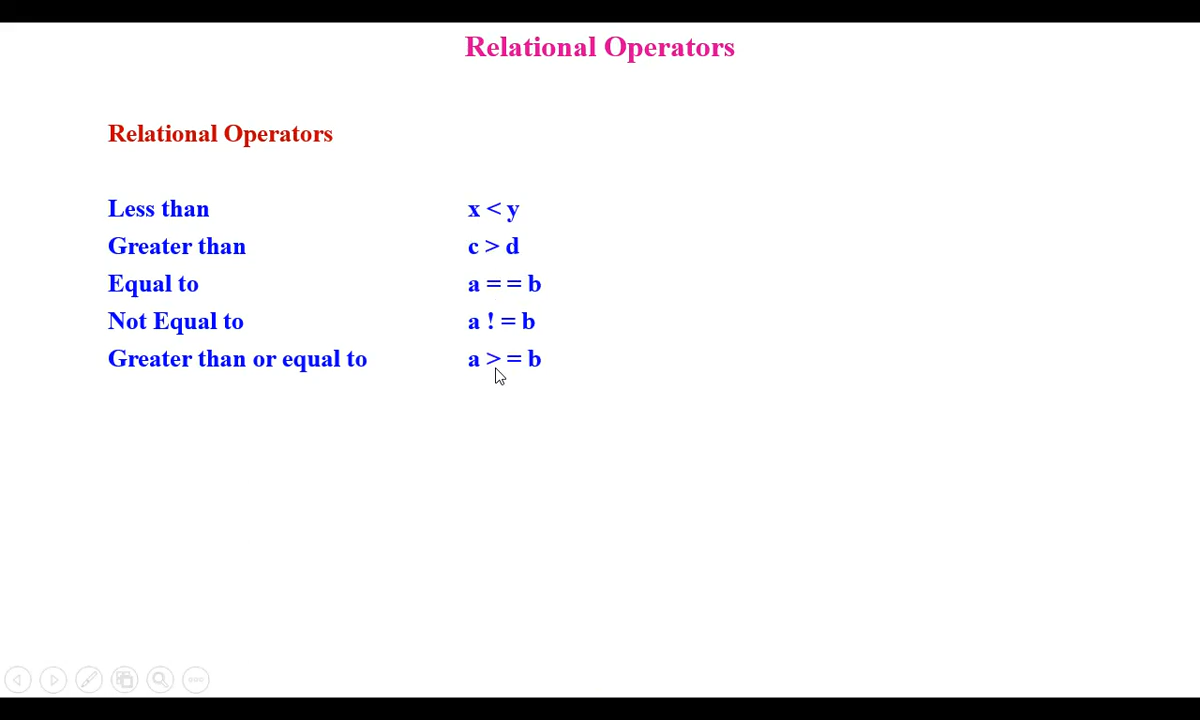 Relational Operators
Relational Operators
Less than x < y
Greater than c > d
Equal to a = = b
Not Equal to a ! = b
Greater than or equal to a > = b